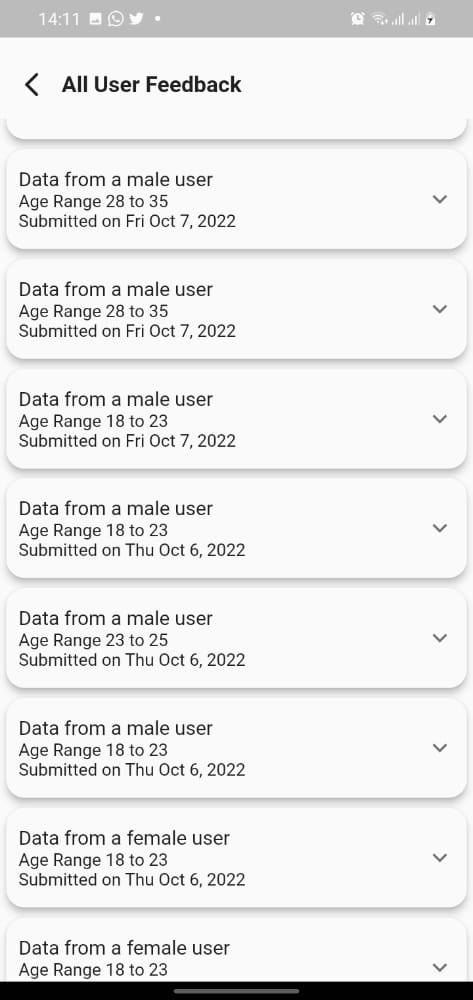 14:11
All User Feedback
Data from a male user
Age Range 28 to 35
Submitted on Fri Oct 7, 2022
Data from a male user
Age Range 28 to 35
Submitted on Fri Oct 7, 2022
Data from a male user
Age Range 18 to 23
Submitted on Fri Oct 7, 2022
Data from a male user
Age Range 18 to 23
Submitted on Thu Oct 6, 2022
Data from a male user
Age Range 23 to 25
Submitted on Thu Oct 6, 2022
Data from a male user
Age Range 18 to 23
Submitted on Thu Oct 6, 2022
Data from a female user
Age Range 18 to 23
Submitted on Thu Oct 6, 2022
Data from a female user
Age Range 18 to 23